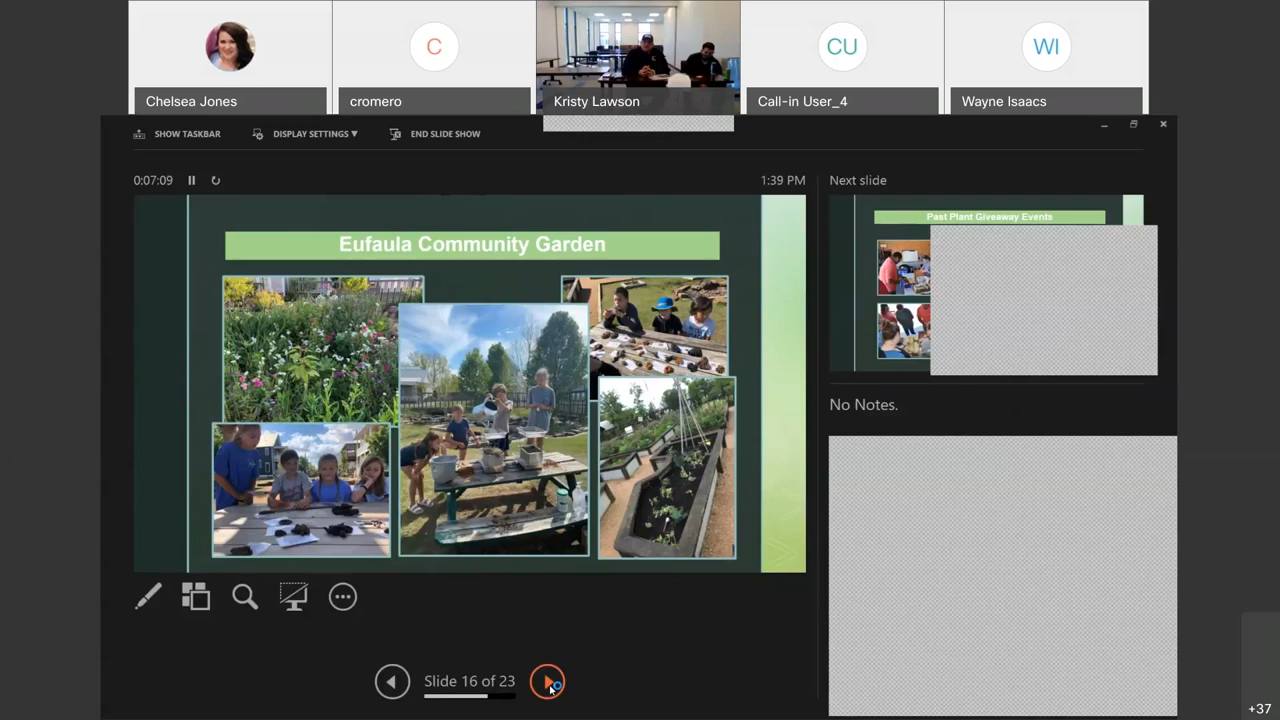 C
CU
WI
Chelsea Jones
cromero
Kristy Lawson
Call-in User_4
Wayne Isaacs
SHOW TASKBAR
DISPLAY SETTINGS ▼
END SLIDE SHOW
0:07:09
1:39 PM
Next slide
Eufaula Community Garden
Past Plant Giveaway Events
No Notes.
Slide 16 of 23
+37